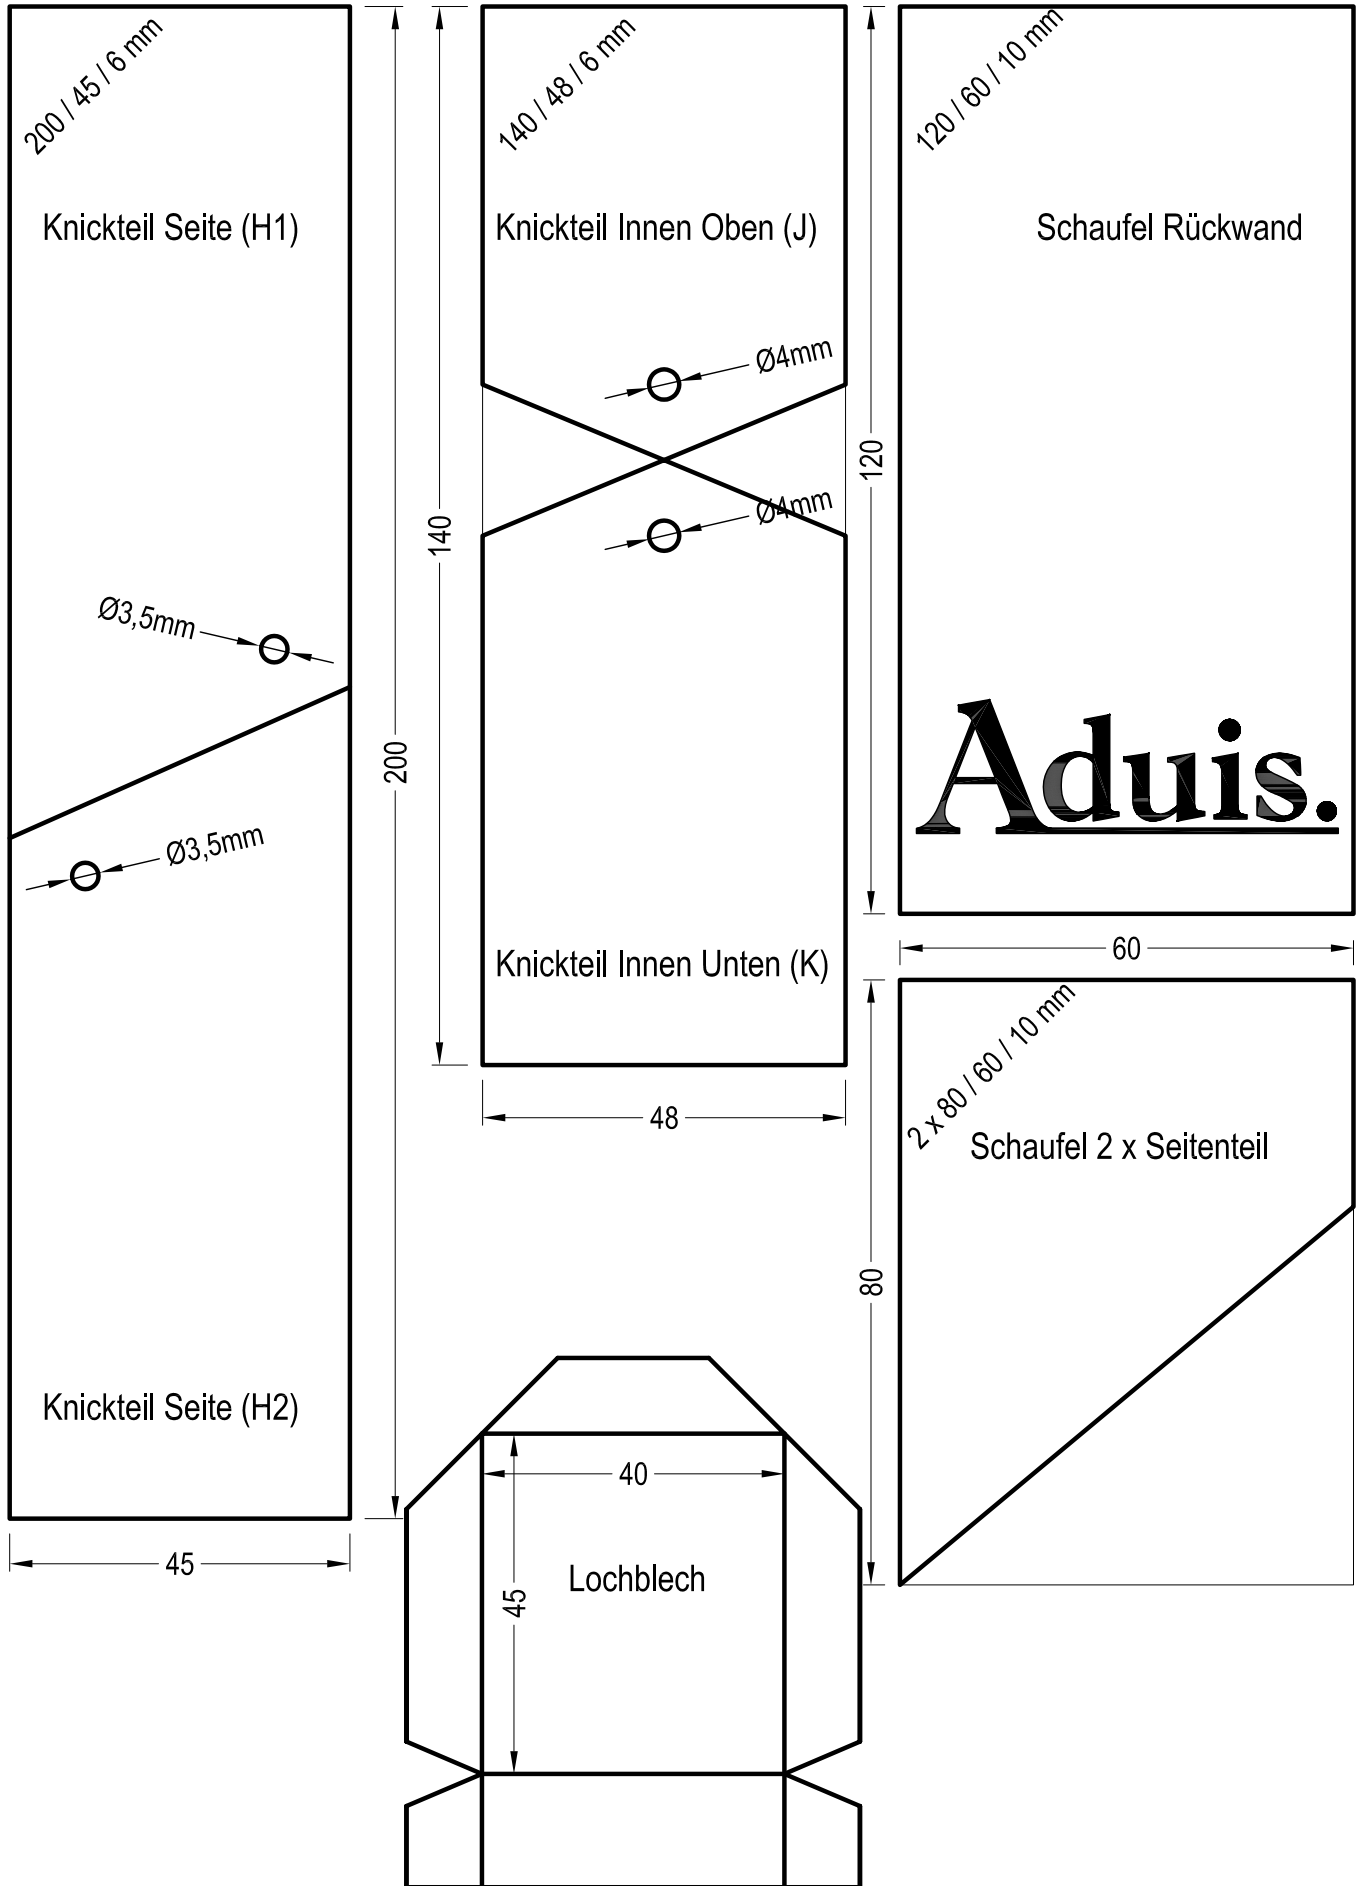 200 / 45 / 6 mm
Knickteil Seite (H1)
Ø3,5mm
Ø3,5mm
Knickteil Seite (H2)
45
200
140 / 48 / 6 mm
Knickteil Innen Oben (J)
Ø4mm
Ø4mm
140
Knickteil Innen Unten (K)
48
120 / 60 / 10 mm
Schaufel Rückwand
120
Aduis.
60
2 x 80 / 60 / 10 mm
Schaufel 2 x Seitenteil
80
40
45
Lochblech